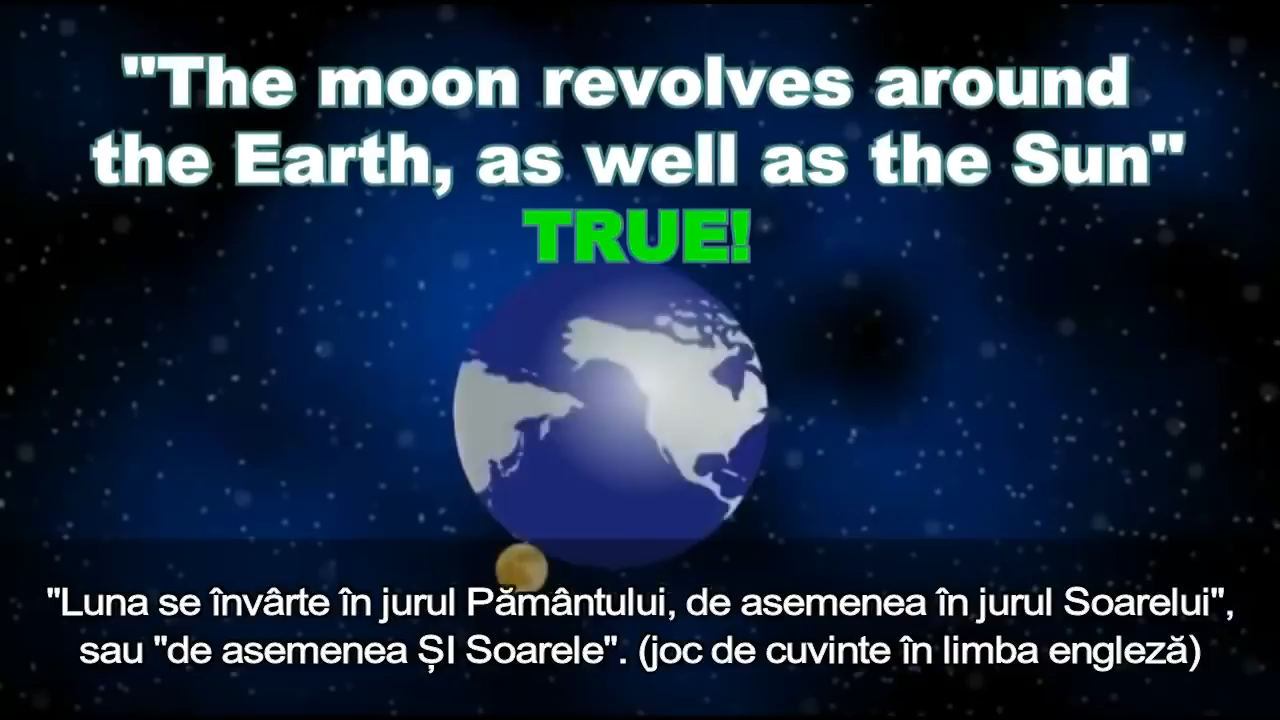 "The moon revolves around
the Earth, as well as the Sun"
TRUE!
"Luna se învârte în jurul Pământului, de asemenea în jurul Soarelui",
sau "de asemenea ȘI Soarele". (joc de cuvinte în limba engleză)